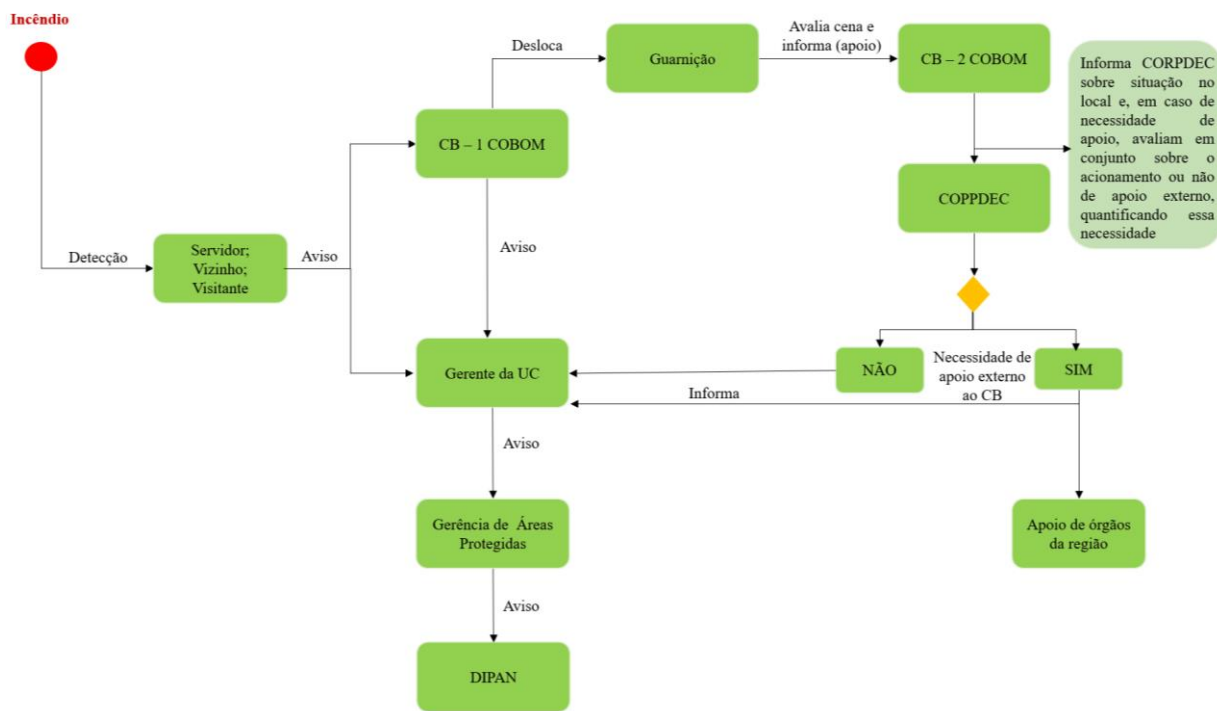 Incêndio
Detecção
Servidor;
Vizinho;
Visitante
Aviso
CB – 1 COBOM
Desloca
Guarnição
Avalia cena e
informa (apoio)
CB – 2 COBOM
Informa CORPDEC
sobre situação no
local e, em caso de
necessidade de
apoio, avaliam em
conjunto sobre o
acionamento ou não
de apoio externo,
quantificando essa
necessidade
COPPDEC
Aviso
Gerente da UC
NÃO
Necessidade de
apoio externo
ao CB
SIM
Informa
Aviso
Gerência de Áreas
Protegidas
Apoio de órgãos
da região
Aviso
DIPAN